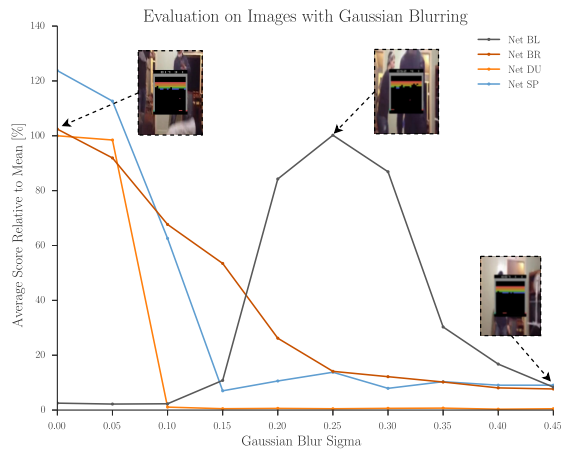 Evaluation on Images with Gaussian Blurring
Net BL
Net BR
Net DU
Net SP
Average Score Relative to Mean [%]
140
120
100
80
60
40
20
0
0.00 0.05 0.10 0.15 0.20 0.25 0.30 0.35 0.40 0.45
Gaussian Blur Sigma